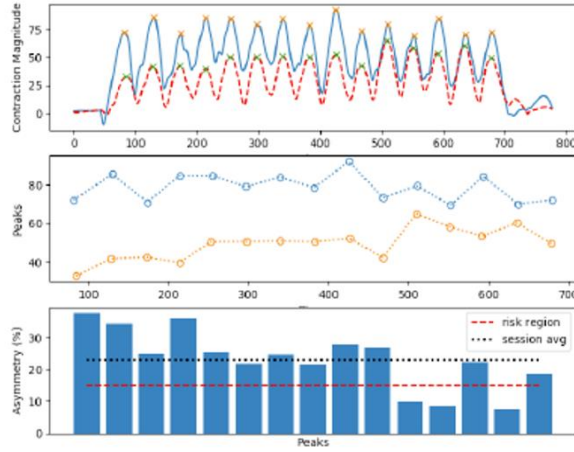 Contraction Magnitude
75
50
25
0
0 100 200 300 400 500 600 700 800
Peaks
80
60
40
100 200 300 400 500 600 700
Asymmetry (%)
30
20
10
0
risk region
session avg
Peaks